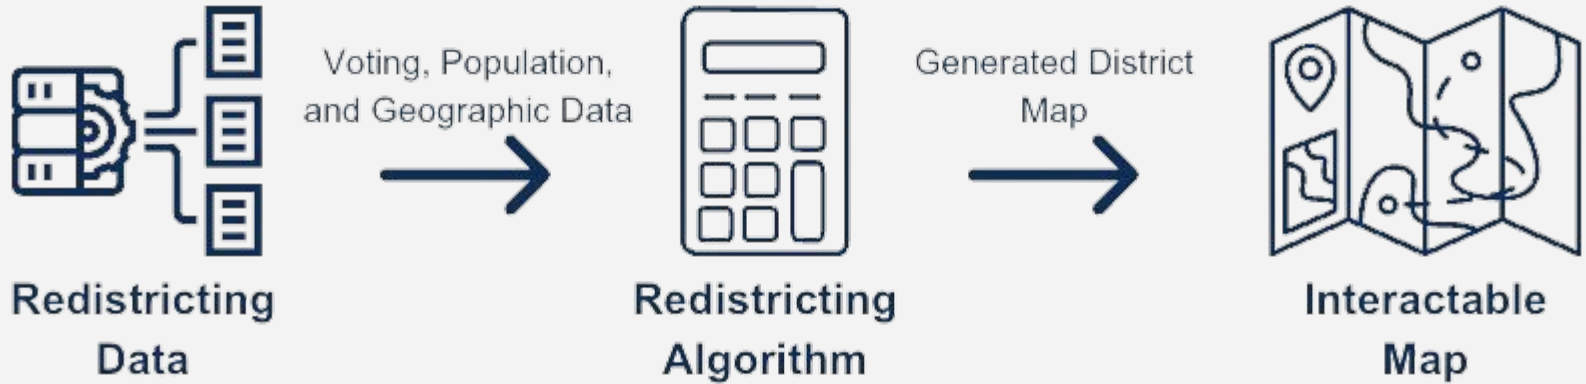 Voting, Population,
and Geographic Data
Generated District
Map
Redistricting
Data
Redistricting
Algorithm
Interactable
Map